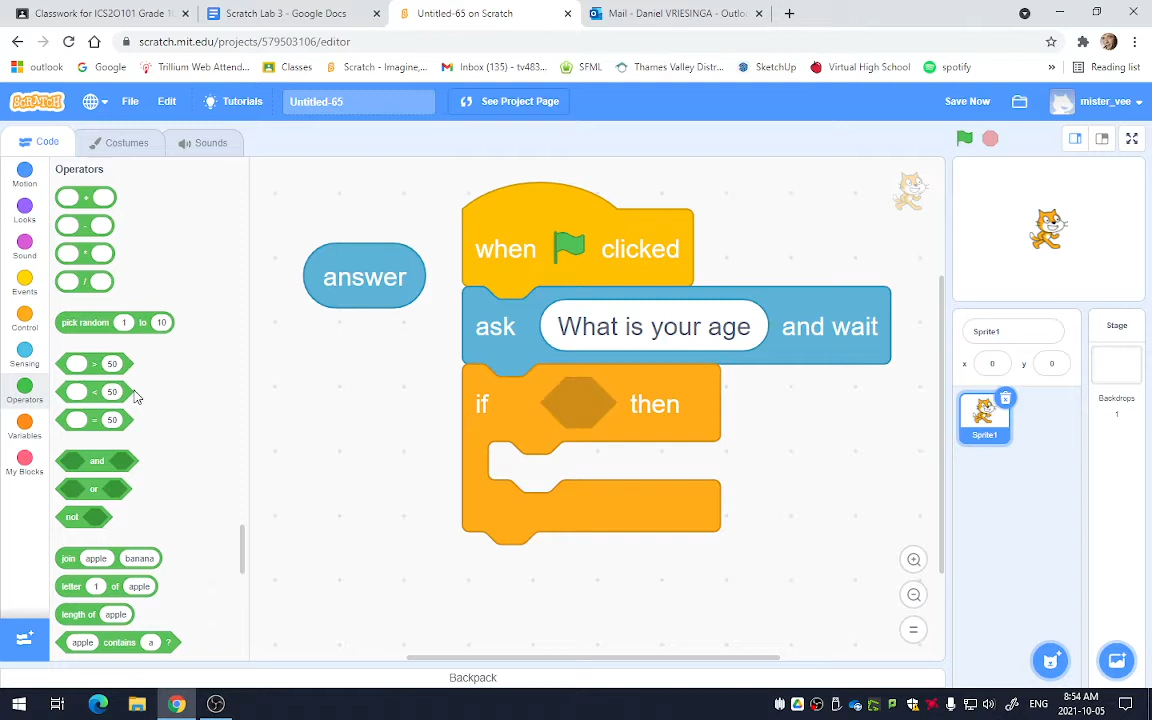 Classwork for ICS2O101 Grade 10
Scratch Lab 3 - Google Docs
Untitled-65 on Scratch
Mail - Daniel VRIESINGA - Outlo
scratch.mit.edu/projects/579503106/editor
outlook
Google
Trillium Web Attend...
Classes
Scratch - Imagine,...
Inbox (135) - tv483...
SFML
Thames Valley Distr...
SketchUp
Virtual High School
spotify
»
Reading list
SCRATCH
File
Edit
Tutorials
Untitled-65
See Project Page
Save Now
mister_vee
Code
Costumes
Sounds
Motion
Looks
Sound
Events
Control
Sensing
Operators
Variables
My Blocks
Operators
+
-
*
/
pick random 1 to 10
> 50
< 50
= 50
and
or
not
join apple banana
letter 1 of apple
length of apple
apple contains a ?
answer
when clicked
ask What is your age and wait
if then
Sprite1
x 0 y 0
Sprite1
Stage
Backdrops
1
Backpack
ENG
8:54 AM
2021-10-05